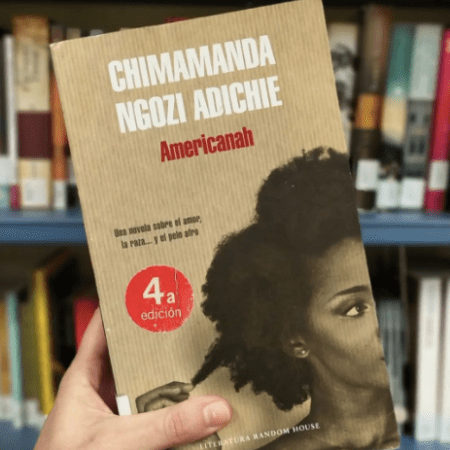 CHIMAMANDA
NGOZI ADICHIE
Americanah
Una novela sobre el amor,
la raza... y el pelo afro
4a
edición
LITERATURA RANDOM HOUSE